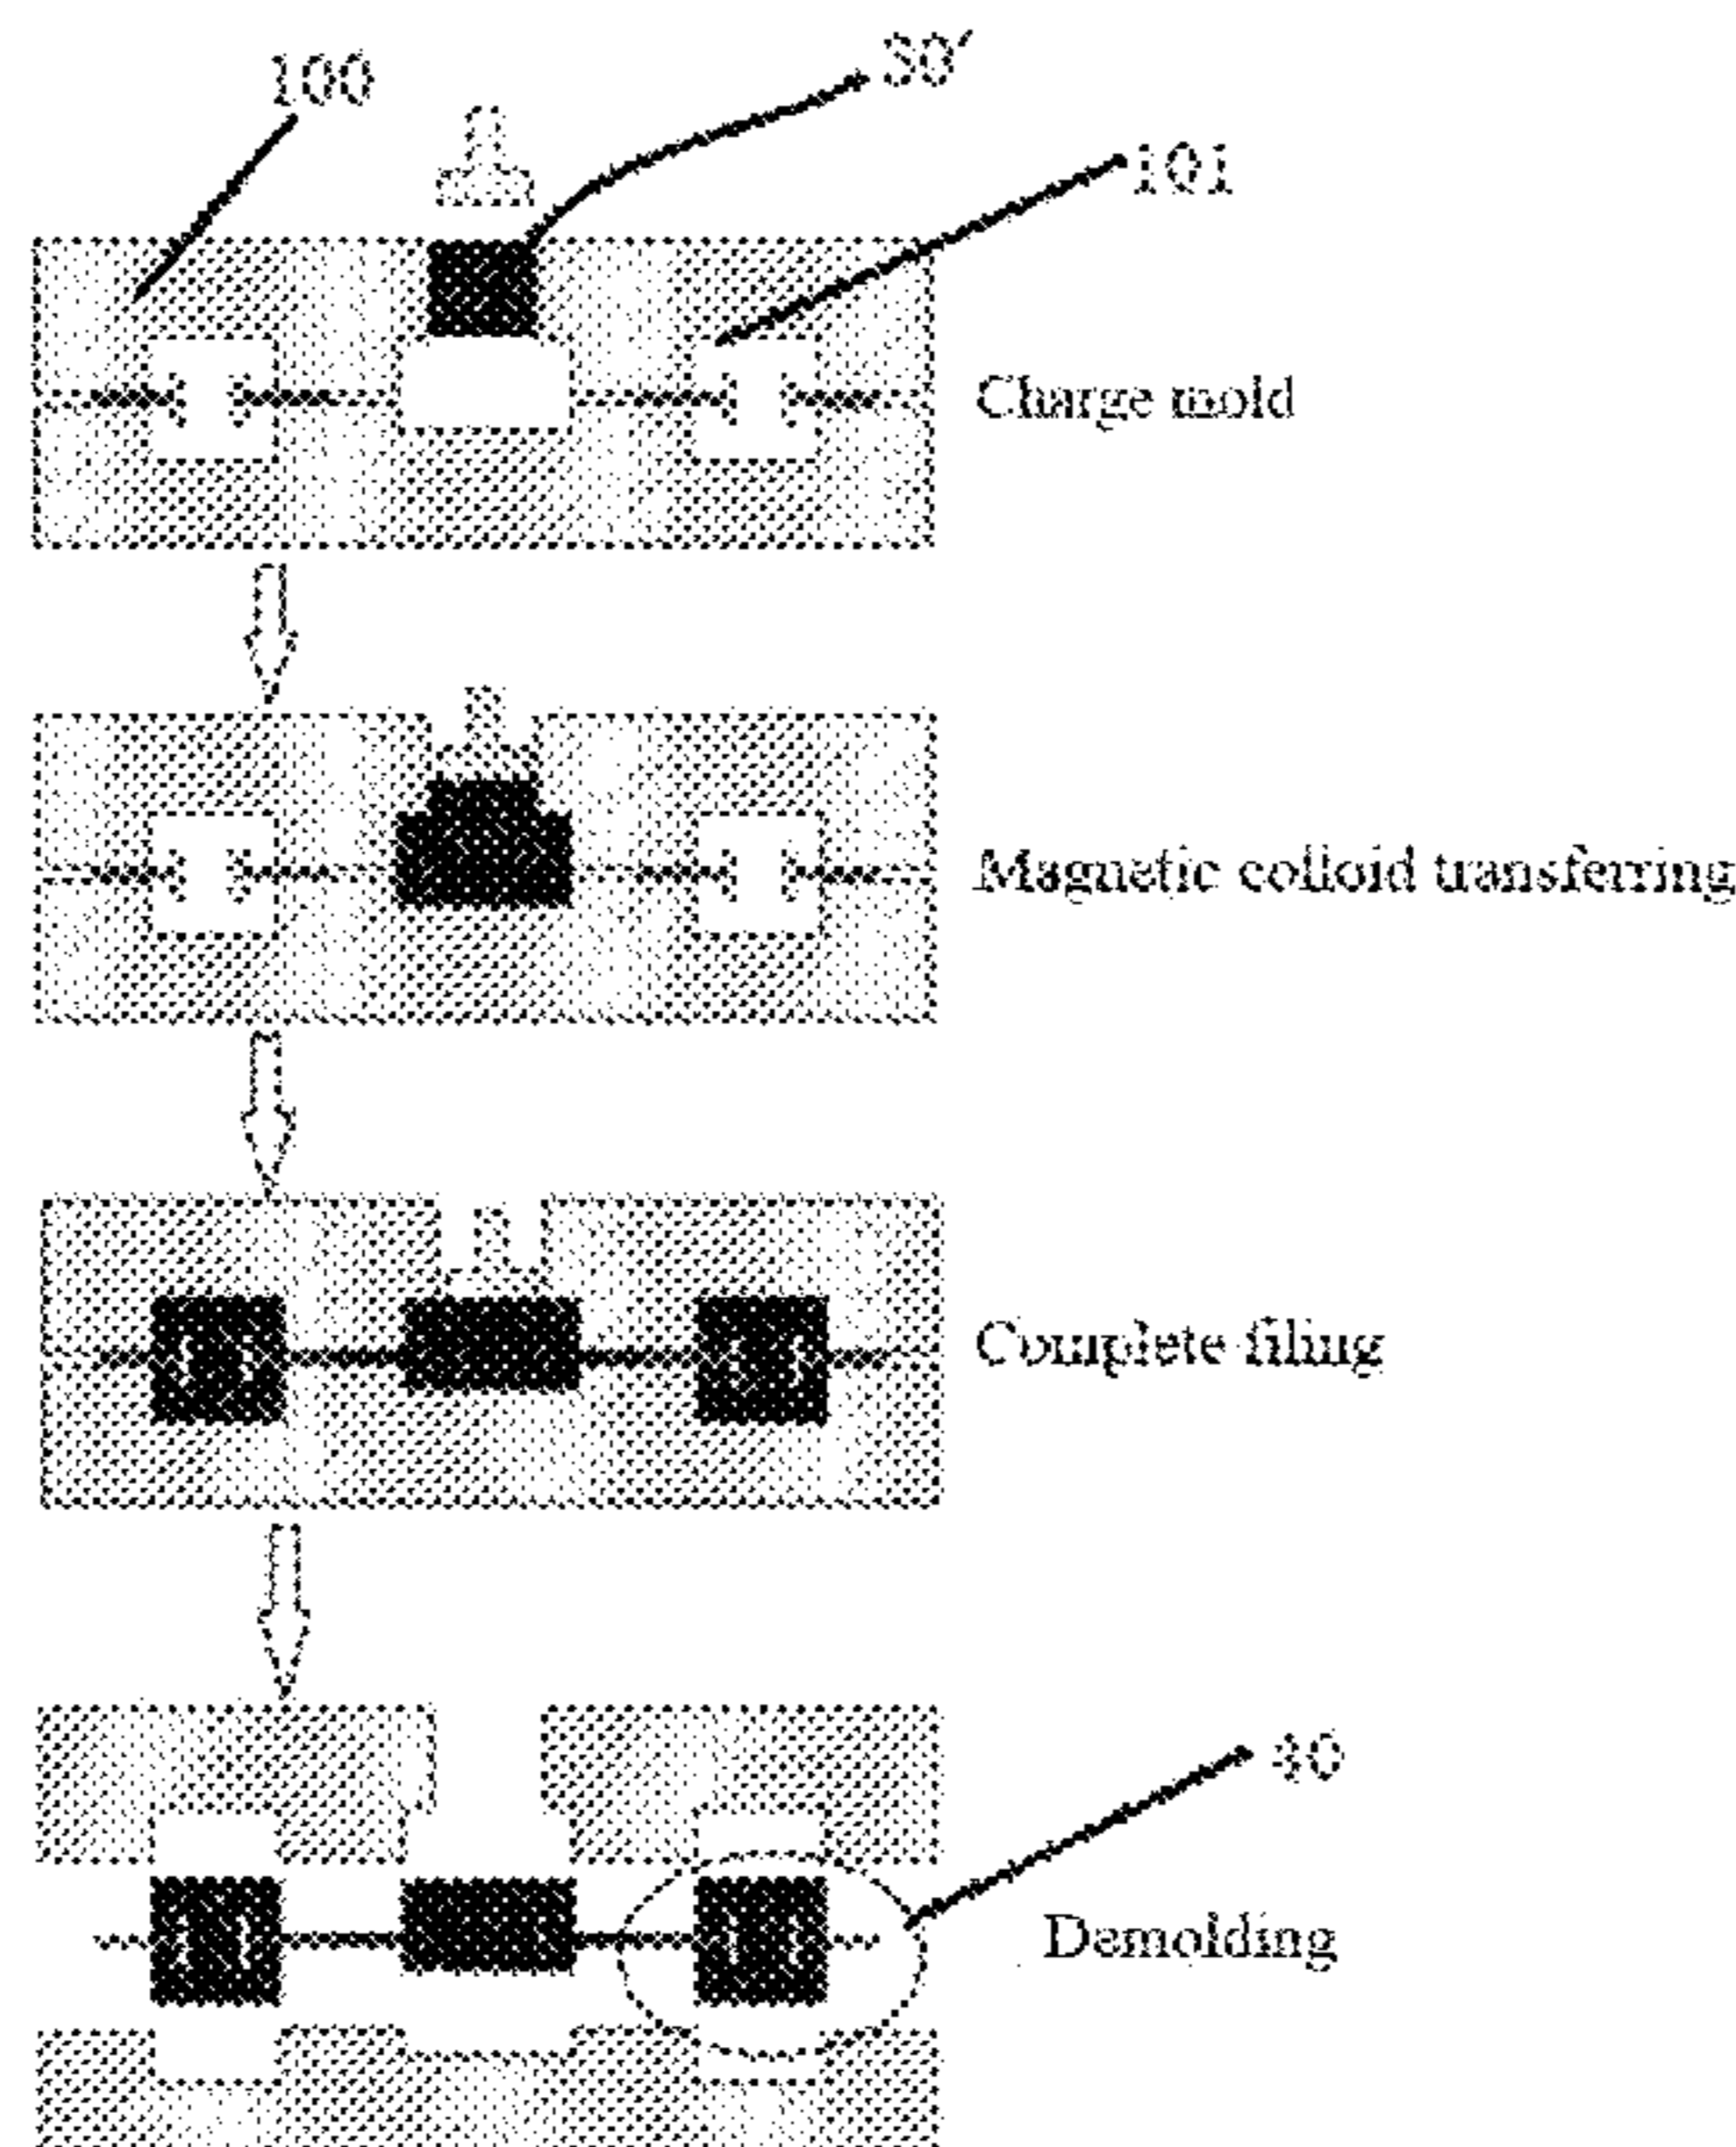 100
30′
101
Charge mold
Magnetic colloid transferring
Complete filing
40
Demolding